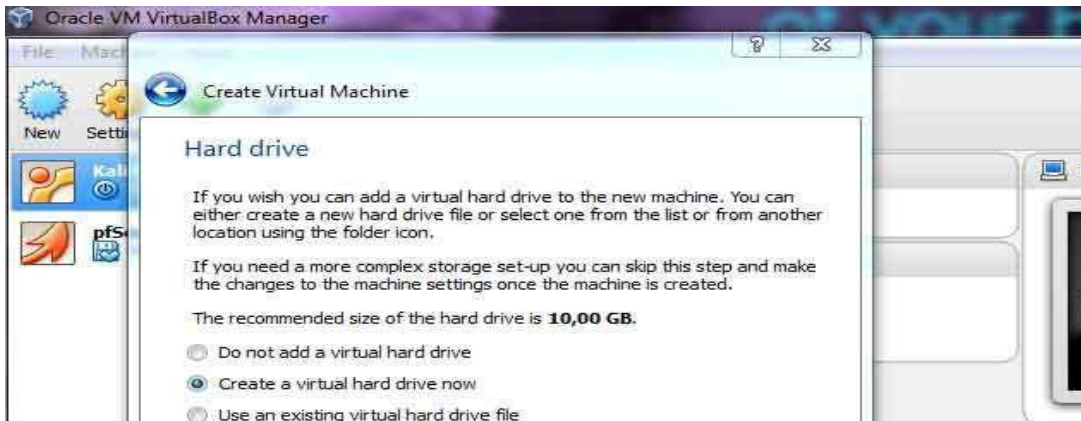 Oracle VM VirtualBox Manager
File
Create Virtual Machine
New
Hard drive
If you wish you can add a virtual hard drive to the new machine. You can
either create a new hard drive file or select one from the list or from another
location using the folder icon.
If you need a more complex storage set-up you can skip this step and make
the changes to the machine settings once the machine is created.
The recommended size of the hard drive is 10,00 GB.
Do not add a virtual hard drive
Create a virtual hard drive now
Use an existing virtual hard drive file